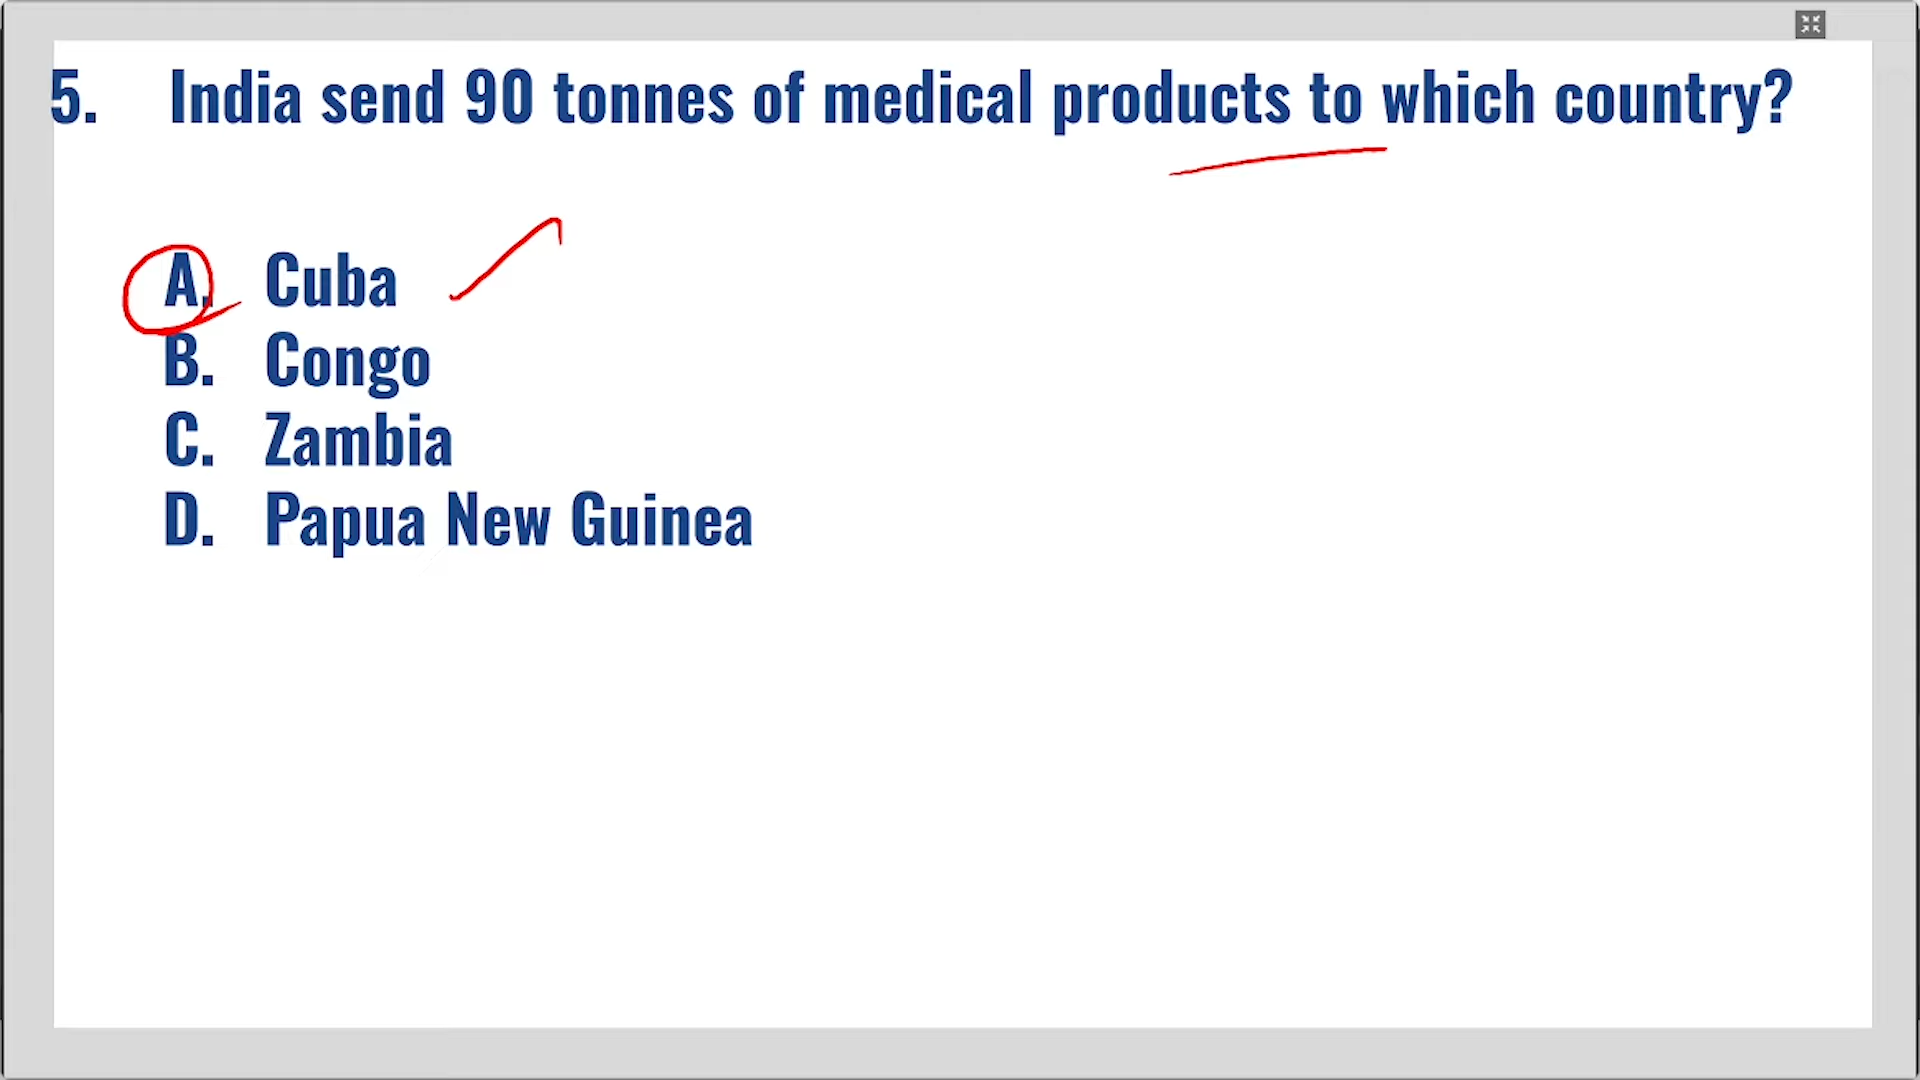 5. India send 90 tonnes of medical products to which country?
A. Cuba
B. Congo
C. Zambia
D. Papua New Guinea